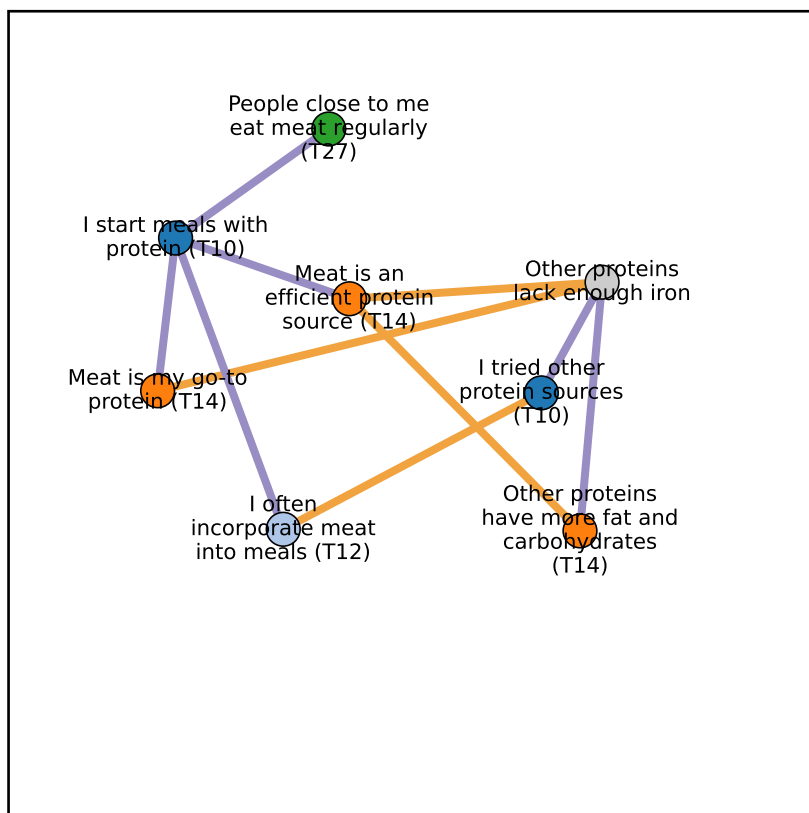 People close to me
eat meat regularly
(T27)
I start meals with
protein (T10)
Meat is an
efficient protein
source (T14)
Other proteins
lack enough iron
Meat is my go-to
protein (T14)
I tried other
protein sources
(T10)
I often
incorporate meat
into meals (T12)
Other proteins
have more fat and
carbohydrates
(T14)